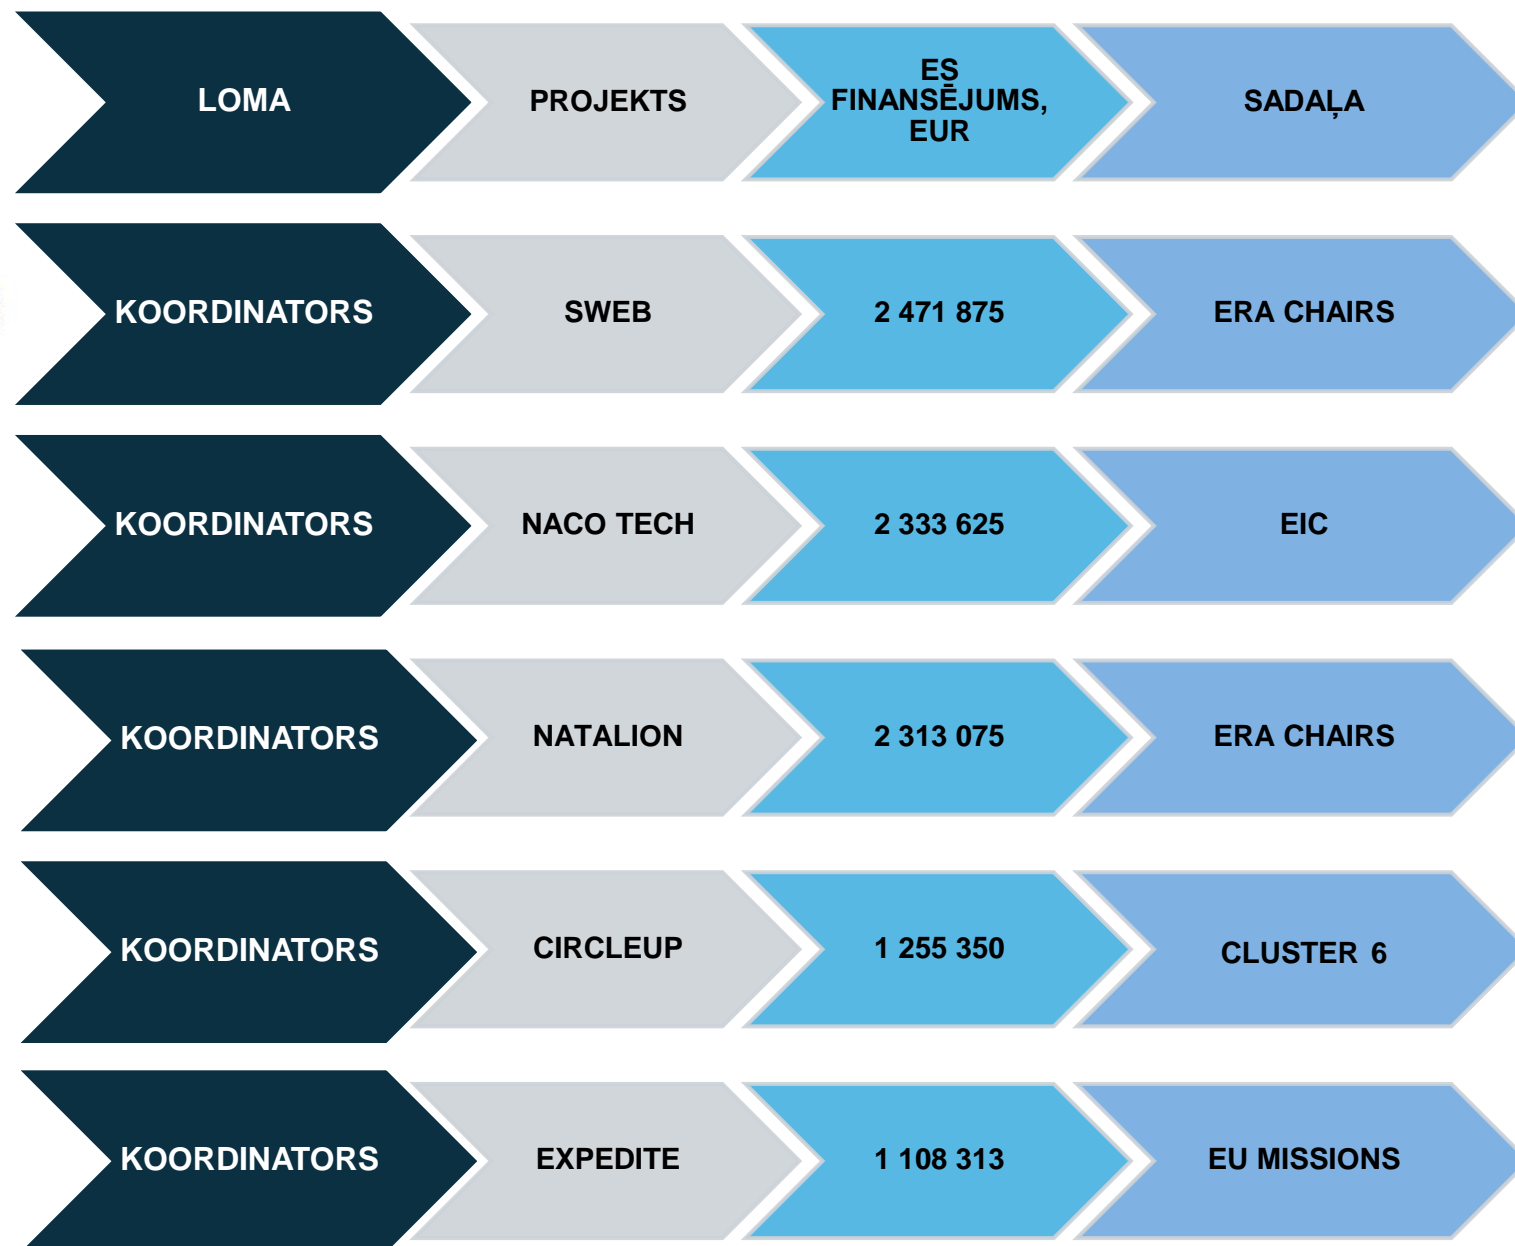 LOMA
PROJEKTS
ES
FINANSĒJUMS,
EUR
SADAĻA
KOORDINATORS
SWEB
2 471 875
ERA CHAIRS
KOORDINATORS
NACO TECH
2 333 625
EIC
KOORDINATORS
NATALION
2 313 075
ERA CHAIRS
KOORDINATORS
CIRCLEUP
1 255 350
CLUSTER 6
KOORDINATORS
EXPEDITE
1 108 313
EU MISSIONS